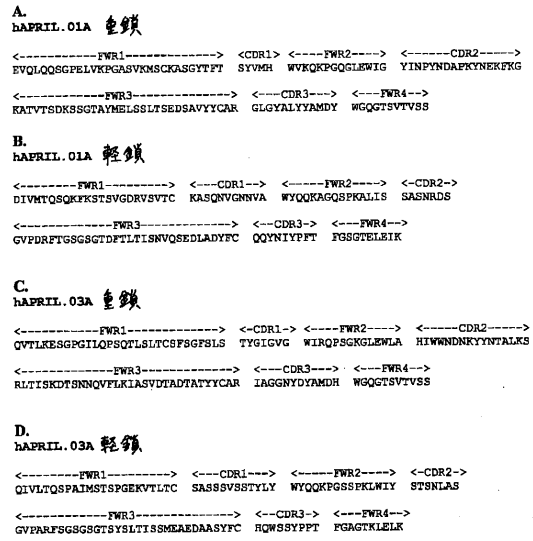 A.
hAPRIL.01A 重鎖
<---------FWR1------------> <CDR1> <----FWR2----> <-----CDR2----->
EVQLQQSGPELVKPGASVKMSCKASGYTFT SYVMH WVKQKPGQGLEWIG YINPYNDAPKYNEKFKG
<------------FWR3------------> <---CDR3---> <---FWR4-->
KATVTSDKSSGTAYMELSSLTSEDSAVYYCAR GLGYALYYAMDY WGQGTSVTVSS
B.
hAPRIL.01A 軽鎖
<--------FWR1---------> <---CDR1--> <-----FWR2----> <-CDR2->
DIVMTQSQKFKSTSVGDRVSVTC KASQNVGNNVA WYQQKAGQSPKALIS SASNRDS
<------------FWR3------------> <--CDR3-> <---FWR4->
GVPDRFTGSGSGTDFTLTISNVQSEDLADYFC QQYNIYPFT FGSGTELEIK
C.
hAPRIL.03A 重鎖
<-----------FWR1-------------> <-CDR1-> <----FWR2----> <-----CDR2---->
QVTLKESGPGILQPSQTLSLTCSFSGFSLS TYGIGVG WIRQPSGKGLEWLA HIWWNDNKYYNTALKS
<------------FWR3------------> <---CDR3---> <---FWR4-->
RLTISKDTSNNQVFLKIASVDTADTATYYCAR IAGGNYDYAMDH WGQGTSVTVSS
D.
hAPRIL.03A 軽鎖
<--------FWR1---------> <---CDR1---> <-----FWR2----> <-CDR2->
QIVLTQSPAIMSTSPGEKVTLTC SASSSVSSTYLY WYQQKPGSSPKLWIY STSNLAS
<------------FWR3------------> <--CDR3-> <---FWR4->
GVPARFSGSGSGTSYSLTISSMEAEDAASYFC HQWSSYPPT FGAGTKLELK